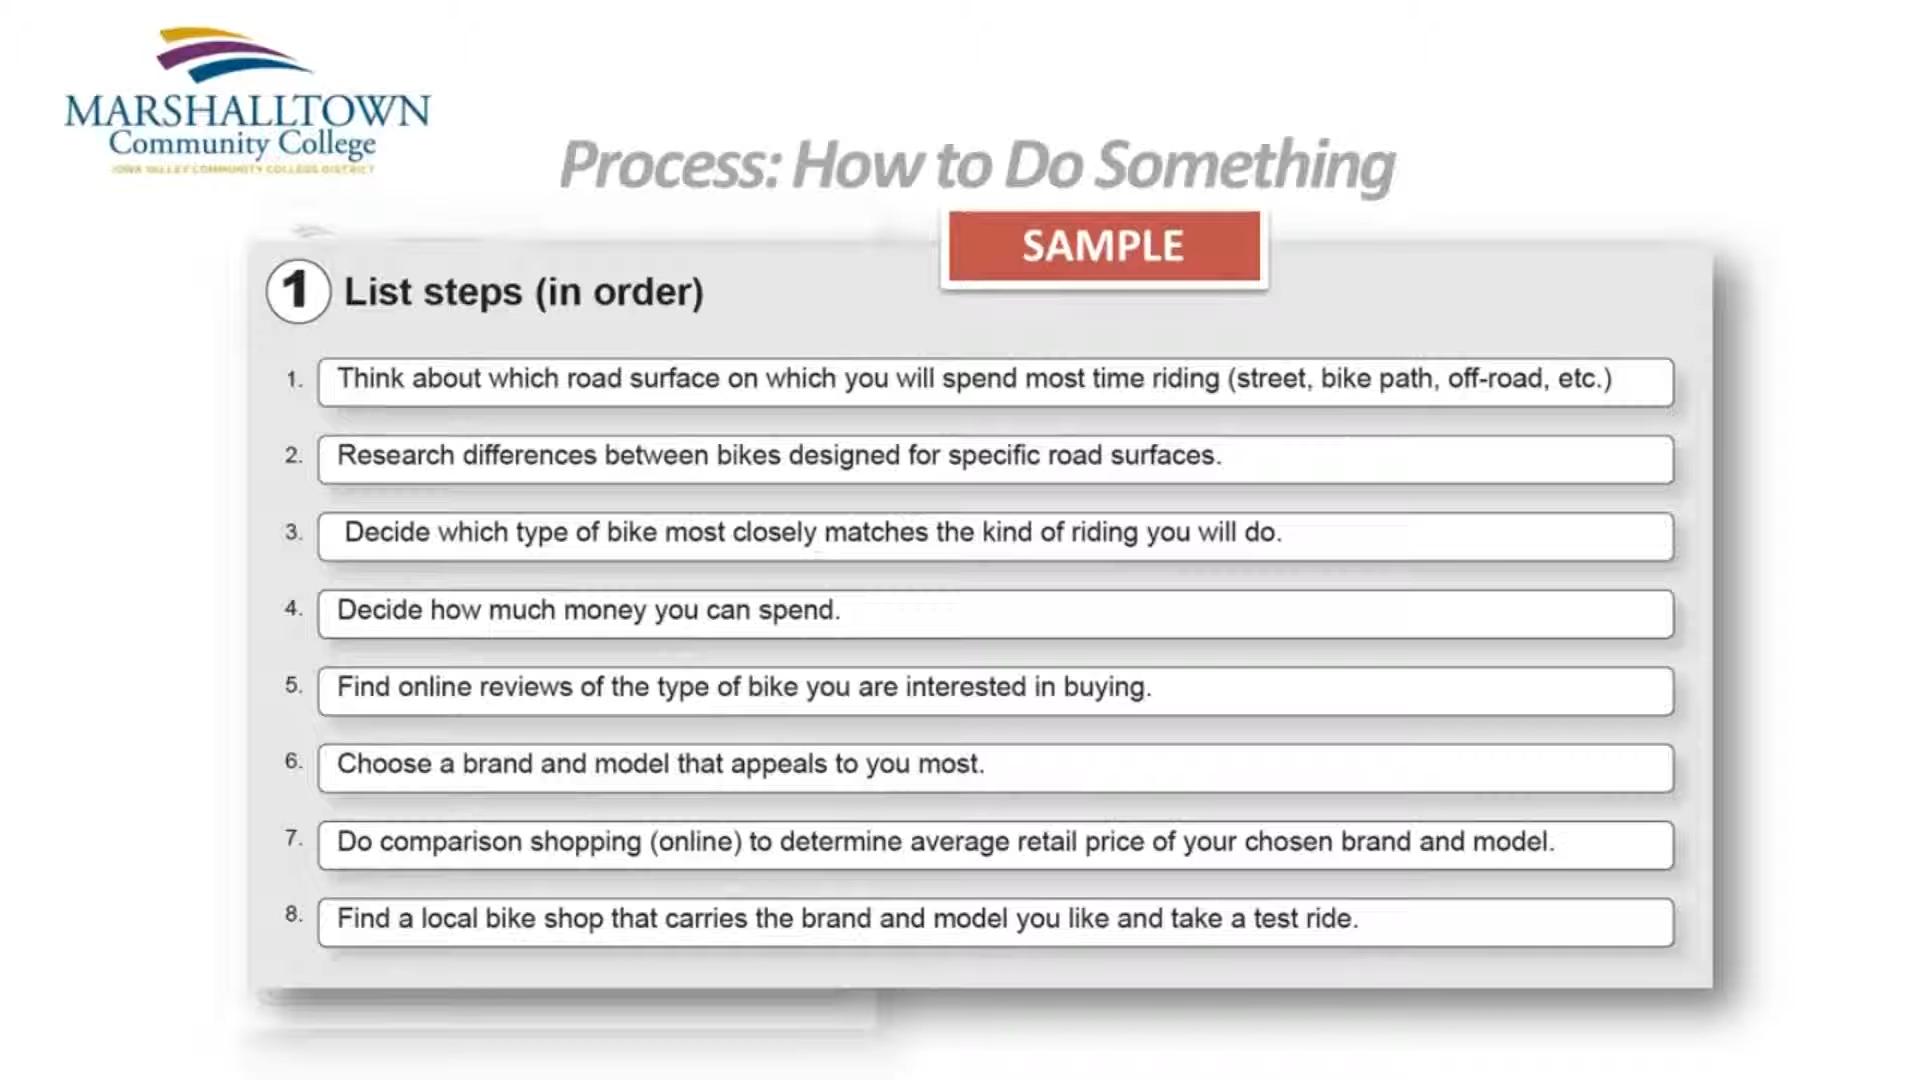 MARSHALLTOWN
Community College
IOWA VALLEY COMMUNITY COLLEGE DISTRICT
Process: How to Do Something
SAMPLE
1 List steps (in order)
1. Think about which road surface on which you will spend most time riding (street, bike path, off-road, etc.)
2. Research differences between bikes designed for specific road surfaces.
3. Decide which type of bike most closely matches the kind of riding you will do.
4. Decide how much money you can spend.
5. Find online reviews of the type of bike you are interested in buying.
6. Choose a brand and model that appeals to you most.
7. Do comparison shopping (online) to determine average retail price of your chosen brand and model.
8. Find a local bike shop that carries the brand and model you like and take a test ride.